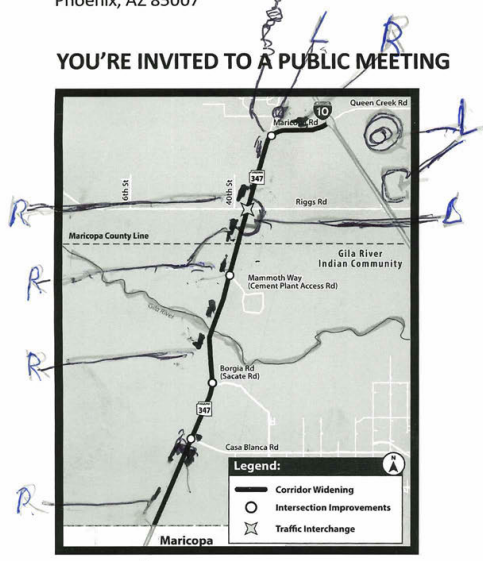 Phoenix, AZ 85007
L
R
YOU'RE INVITED TO A PUBLIC MEETING
10
Queen Creek Rd
Maricopa Rd
L
347
6th St
40th St
R
Riggs Rd
L
Maricopa County Line
Gila River
Indian Community
R
Mammoth Way
(Cement Plant Access Rd)
Gila River
R
Borgia Rd
(Sacate Rd)
347
Casa Blanca Rd
N
Legend:
Corridor Widening
R
Intersection Improvements
Traffic Interchange
Maricopa